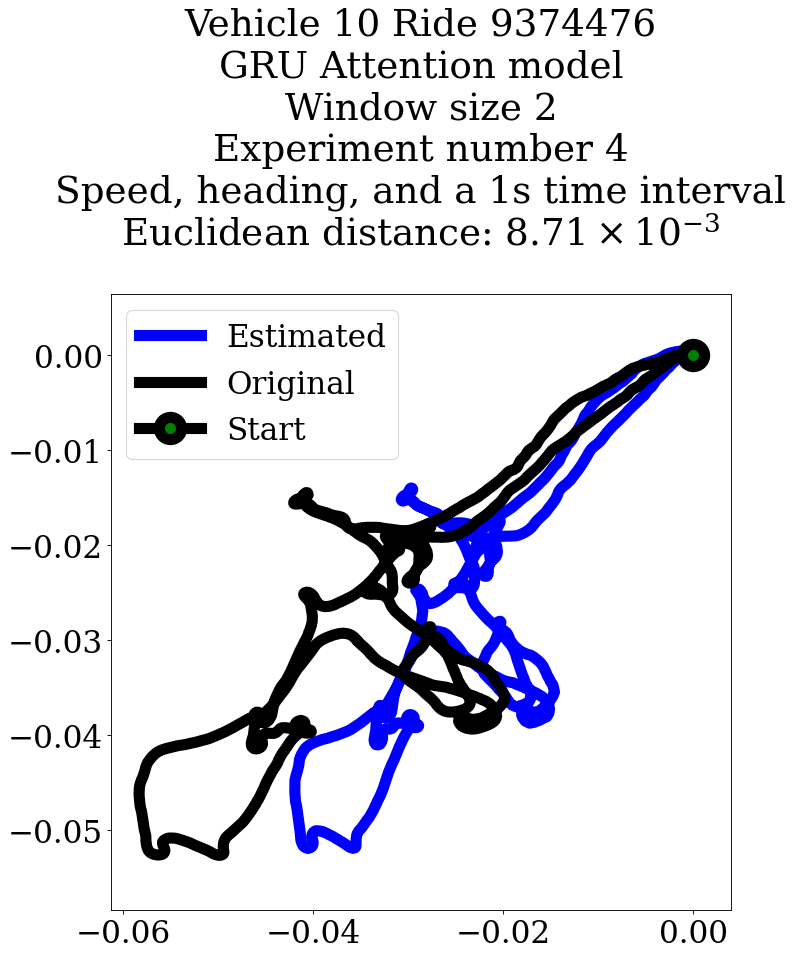 Vehicle 10 Ride 9374476
GRU Attention model
Window size 2
Experiment number 4
Speed, heading, and a 1s time interval
Euclidean distance: 8.71 × 10⁻³
Estimated
Original
Start
0.00
−0.01
−0.02
−0.03
−0.04
−0.05
−0.06 −0.04 −0.02 0.00